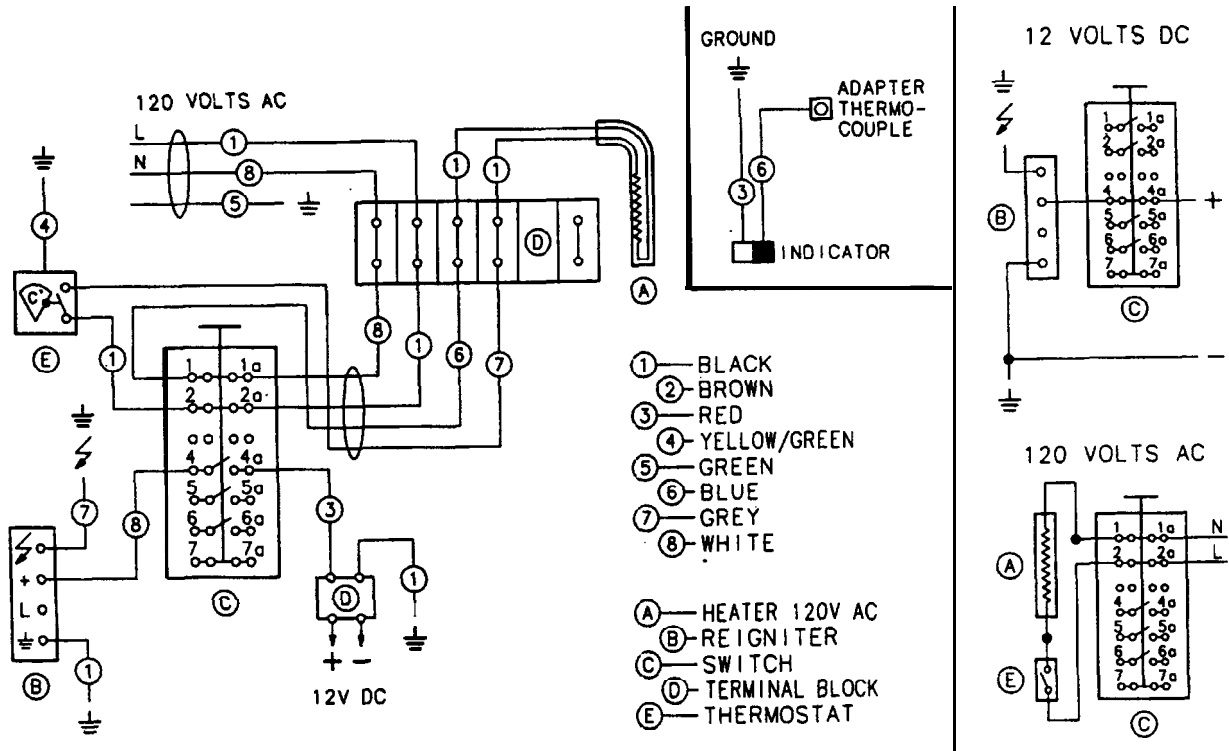 120 VOLTS AC
L
1
N
8
5
4
C°
E
1
1
1
D
A
8
1
6
7
1 1a
2 2a
4 4a
5 5a
6 6a
7 7a
C
7
8
3
1
+
L
B
1
D
+ -
12V DC
GROUND
ADAPTER
THERMO-
COUPLE
3
6
INDICATOR
1 BLACK
2 BROWN
3 RED
4 YELLOW/GREEN
5 GREEN
6 BLUE
7 GREY
8 WHITE
A HEATER 120V AC
B REIGNITER
C SWITCH
D TERMINAL BLOCK
E THERMOSTAT
12 VOLTS DC
1 1a
2 2a
4 4a
5 5a
6 6a
7 7a
B
+
C
-
120 VOLTS AC
1 1a N
2 2a L
A
4 4a
5 5a
6 6a
7 7a
E
C